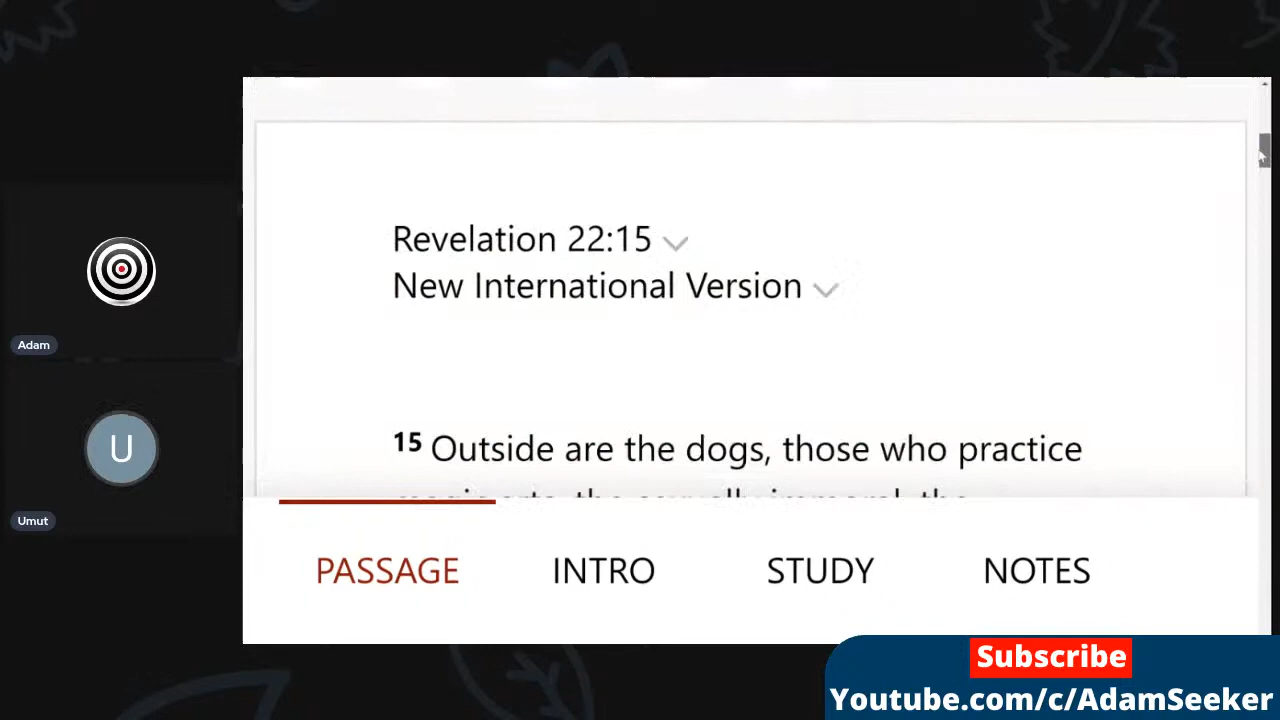 Revelation 22:15
New International Version
15 Outside are the dogs, those who practice
PASSAGE
INTRO
STUDY
NOTES
Adam
U
Umut
Subscribe
Youtube.com/c/AdamSeeker